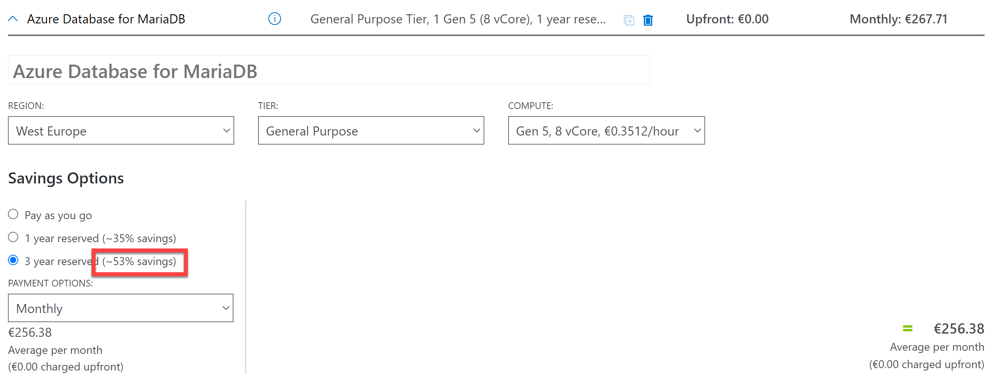 Azure Database for MariaDB
General Purpose Tier, 1 Gen 5 (8 vCore), 1 year rese...
Upfront: €0.00
Monthly: €267.71
Azure Database for MariaDB
REGION:
TIER:
COMPUTE:
West Europe
General Purpose
Gen 5, 8 vCore, €0.3512/hour
Savings Options
Pay as you go
1 year reserved (~35% savings)
3 year reserved (~53% savings)
PAYMENT OPTIONS:
Monthly
€256.38
Average per month
(€0.00 charged upfront)
= €256.38
Average per month
(€0.00 charged upfront)